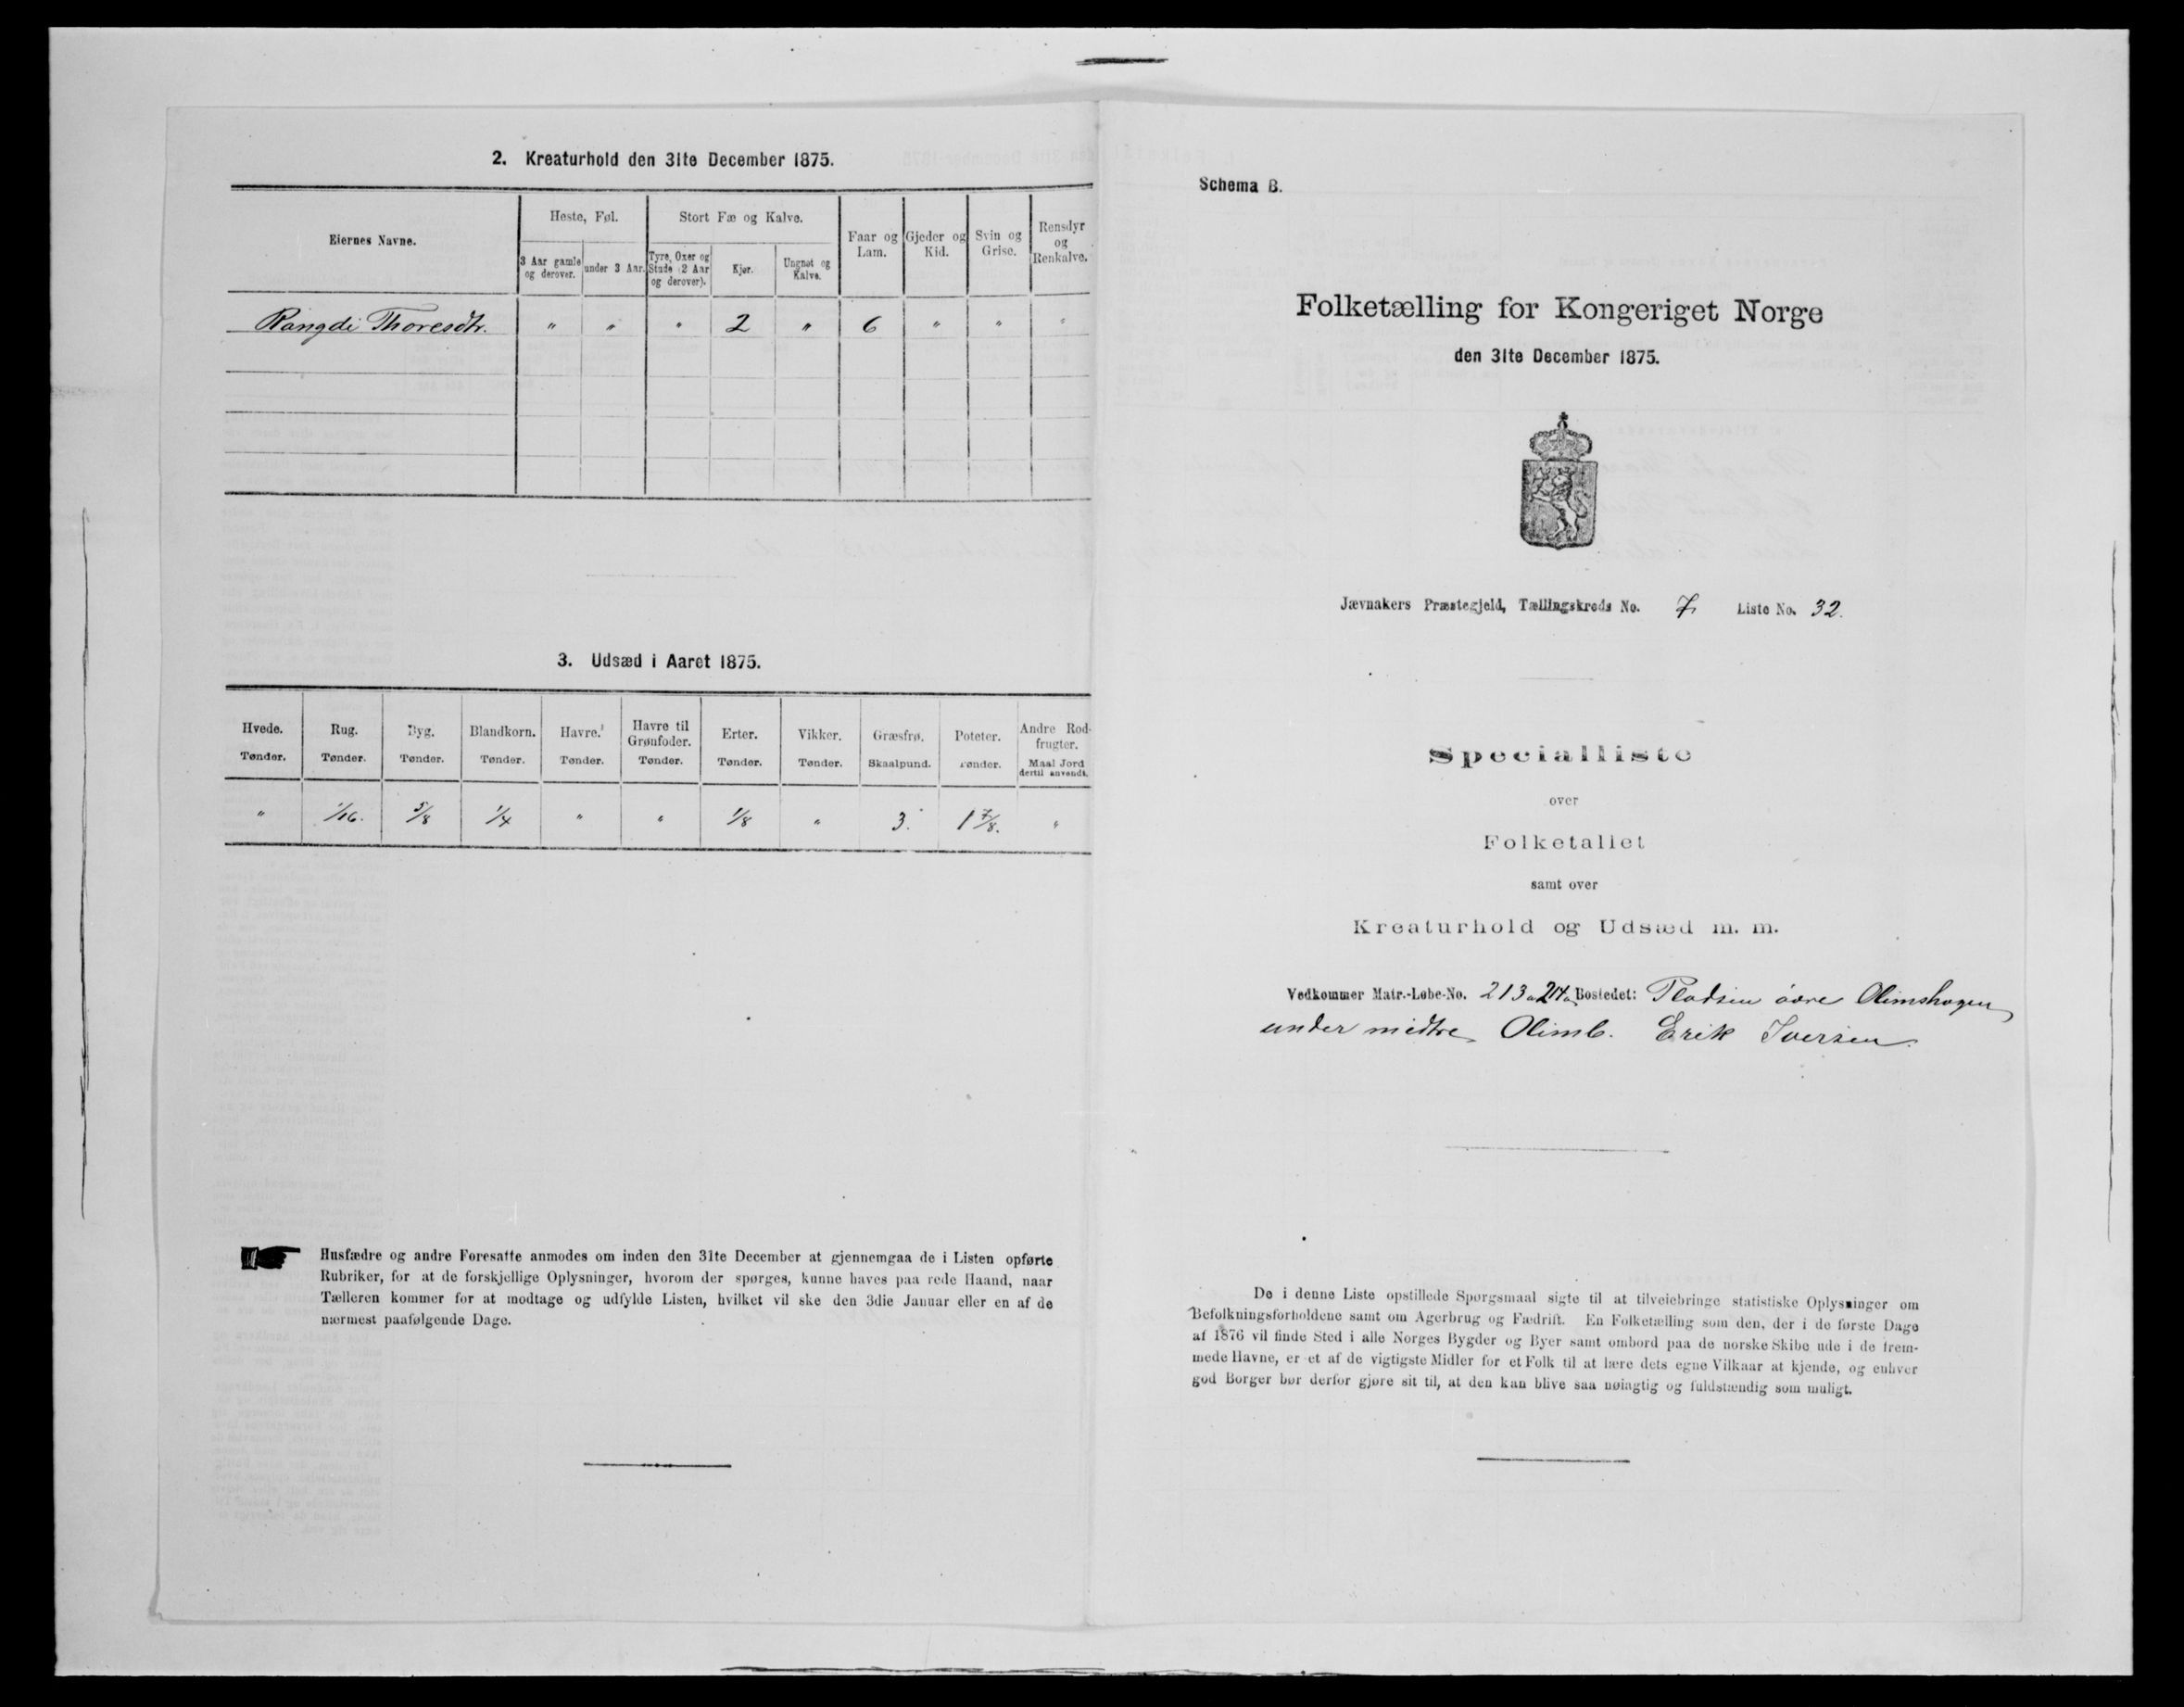 2. Kreaturhold den 31te December 1875.
Eiernes Navne.
Heste, Føl.
Stort Fæ og Kalve.
Faar og Lam.
Gjeder og Kid.
Svin og Grise.
Rensdyr og Renkalve.
3 Aar gamle og derover.
under 3 Aar.
Tyre, Oxer og Stude (2 Aar og derover).
Kjør.
Ungnøt og Kalve.
Rangdi Thoresdtr. " " " 2 " 6 " " "
3. Udsæd i Aaret 1875.
Hvede. Rug. Byg. Blandkorn. Havre. Havre til Grønfoder. Erter. Vikker. Græsfrø. Poteter. Andre Rodfrugter.
Tønder. Tønder. Tønder. Tønder. Tønder. Tønder. Tønder. Tønder. Skaalpund. Tønder. Maal Jord dertil anvendt.
" 1/16. 5/8 1/4 " " 1/8 " 3. 1 7/8. "
Husfædre og andre Foresatte anmodes om inden den 31te December at gjennemgaa de i Listen opførte
Rubriker, for at de forskjellige Oplysninger, hvorom der spørges, kunne haves paa rede Haand, naar
Tælleren kommer for at modtage og udfylde Listen, hvilket vil ske den 3die Januar eller en af de
nærmest paafølgende Dage.
Schema B.
Folketælling for Kongeriget Norge
den 31te December 1875.
Jævnakers Præstegjeld, Tællingskreds No. 7 Liste No. 32.
Specialliste
over
Folketallet
samt over
Kreaturhold og Udsæd m. m.
Vedkommer Matr.-Løbe-No. 213a 214a Bostedet: Pladsen övre Olimshagen
under midtre Olimb. Erik Iversen.
De i denne Liste opstillede Spørgsmaal sigte til at tilveiebringe statistiske Oplysninger om
Befolkningsforholdene samt om Agerbrug og Fædrift. En Folketælling som den, der i de første Dage
af 1876 vil finde Sted i alle Norges Bygder og Byer samt ombord paa de norske Skibe ude i de frem-
mede Havne, er et af de vigtigste Midler for et Folk til at lære dets egne Vilkaar at kjende, og enhver
god Borger bør derfor gjøre sit til, at den kan blive saa nøiagtig og fuldstændig som muligt.